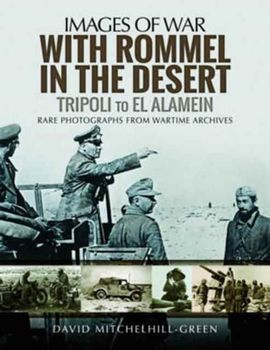 IMAGES OF WAR
WITH ROMMEL
IN THE DESERT
TRIPOLI TO EL ALAMEIN
RARE PHOTOGRAPHS FROM WARTIME ARCHIVES
DAVID MITCHELHILL-GREEN